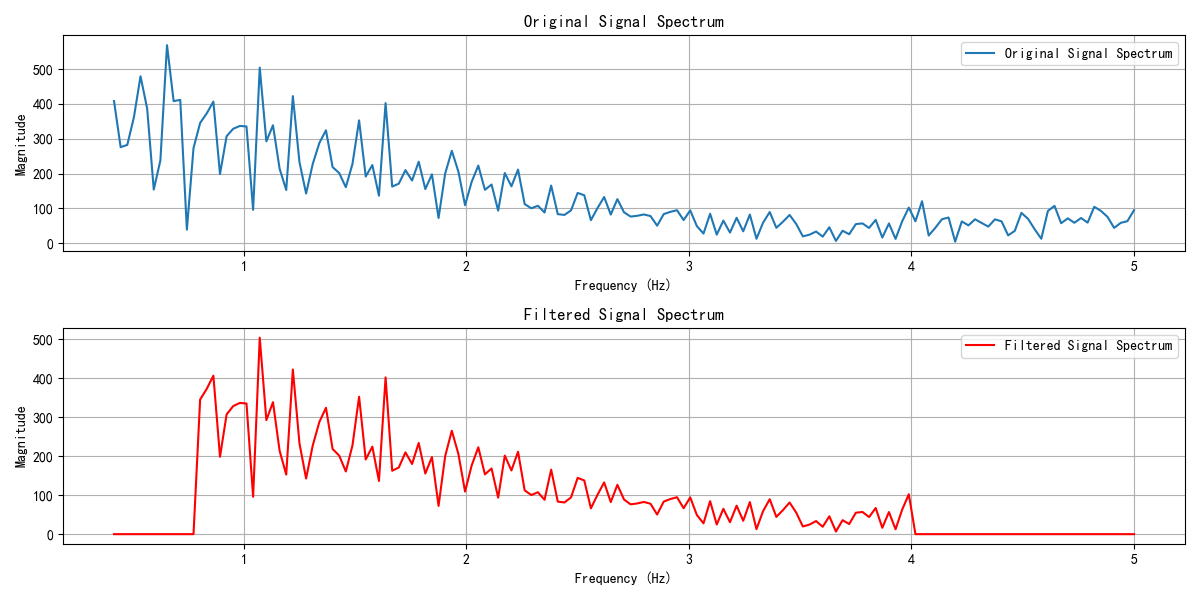 Original Signal Spectrum
Original Signal Spectrum
Magnitude
500
400
300
200
100
0
1
2
3
4
5
Frequency (Hz)
Filtered Signal Spectrum
Filtered Signal Spectrum
Magnitude
500
400
300
200
100
0
1
2
3
4
5
Frequency (Hz)